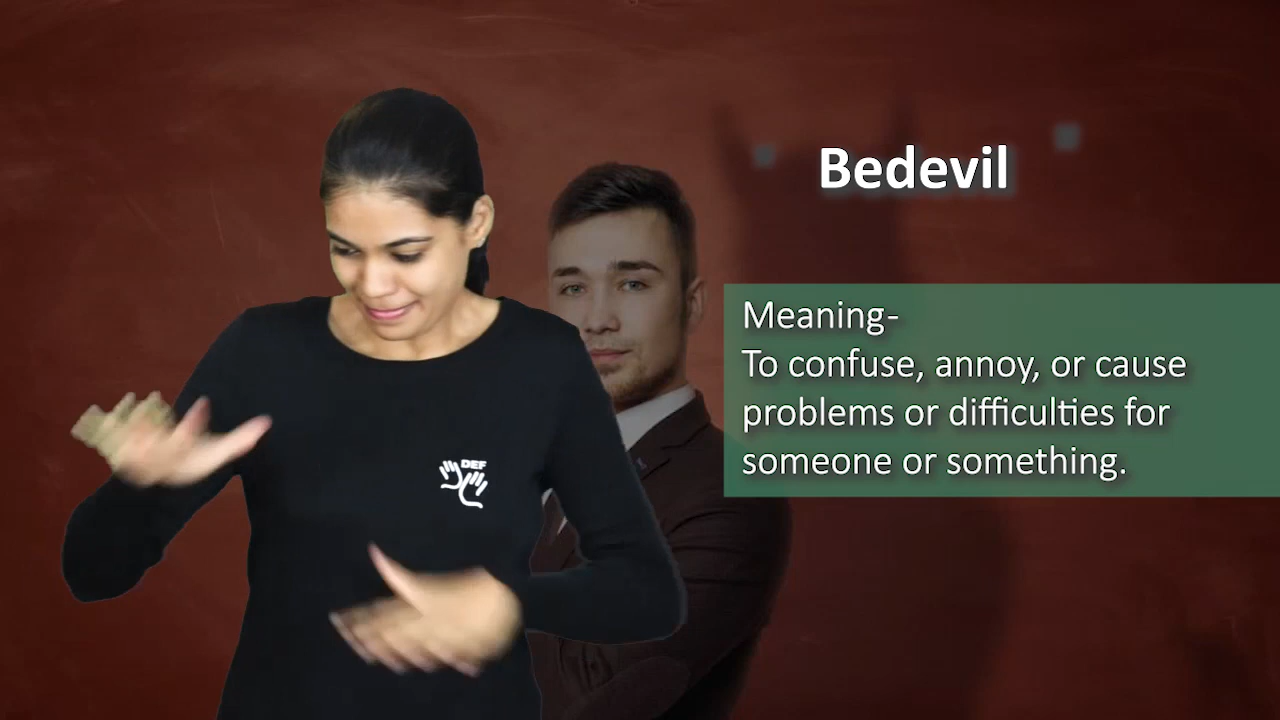 Bedevil
Meaning-
To confuse, annoy, or cause
problems or difficulties for
someone or something.
DEF